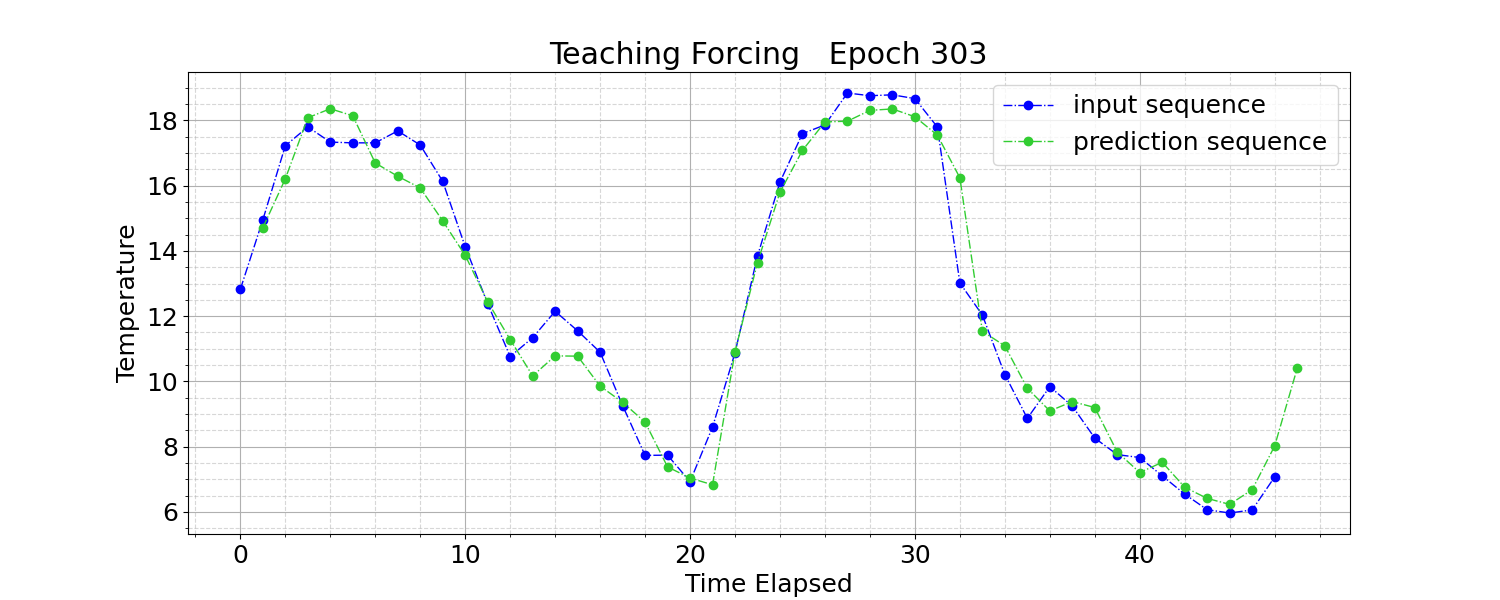 Teaching Forcing   Epoch 303
input sequence
prediction sequence
Temperature
18
16
14
12
10
8
6
0 10 20 30 40
Time Elapsed